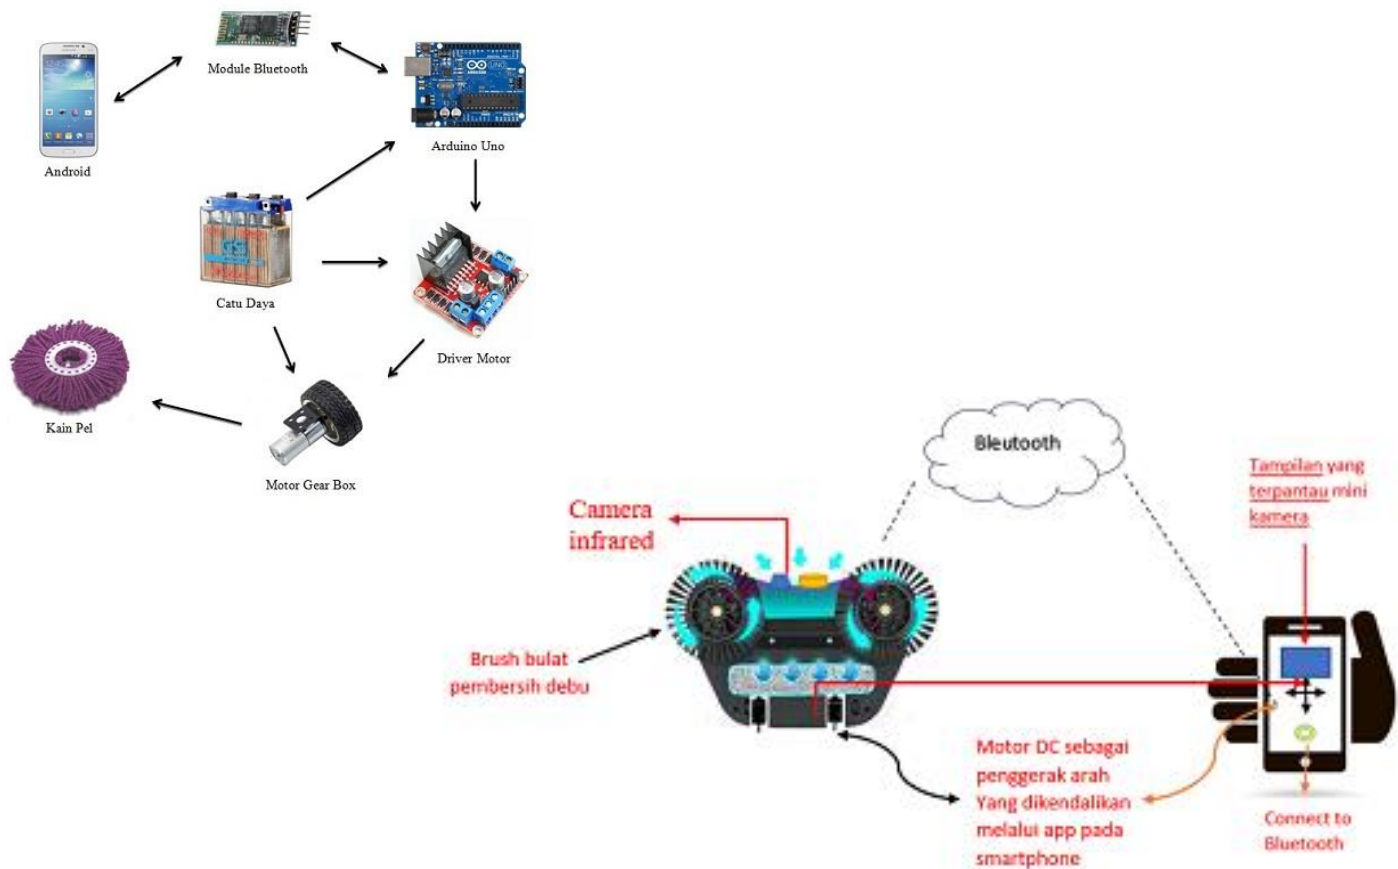 Module Bluetooth
UNO
Arduino Uno
Android
Catu Daya
Driver Motor
Kain Pel
Motor Gear Box
Bleutooth
Tampilan yang
terpantau mini
kamera
Camera
infrared
Brush bulat
pembersih debu
Motor DC sebagai
penggerak arah
Yang dikendalikan
melalui app pada
smartphone
Connect to
Bluetooth